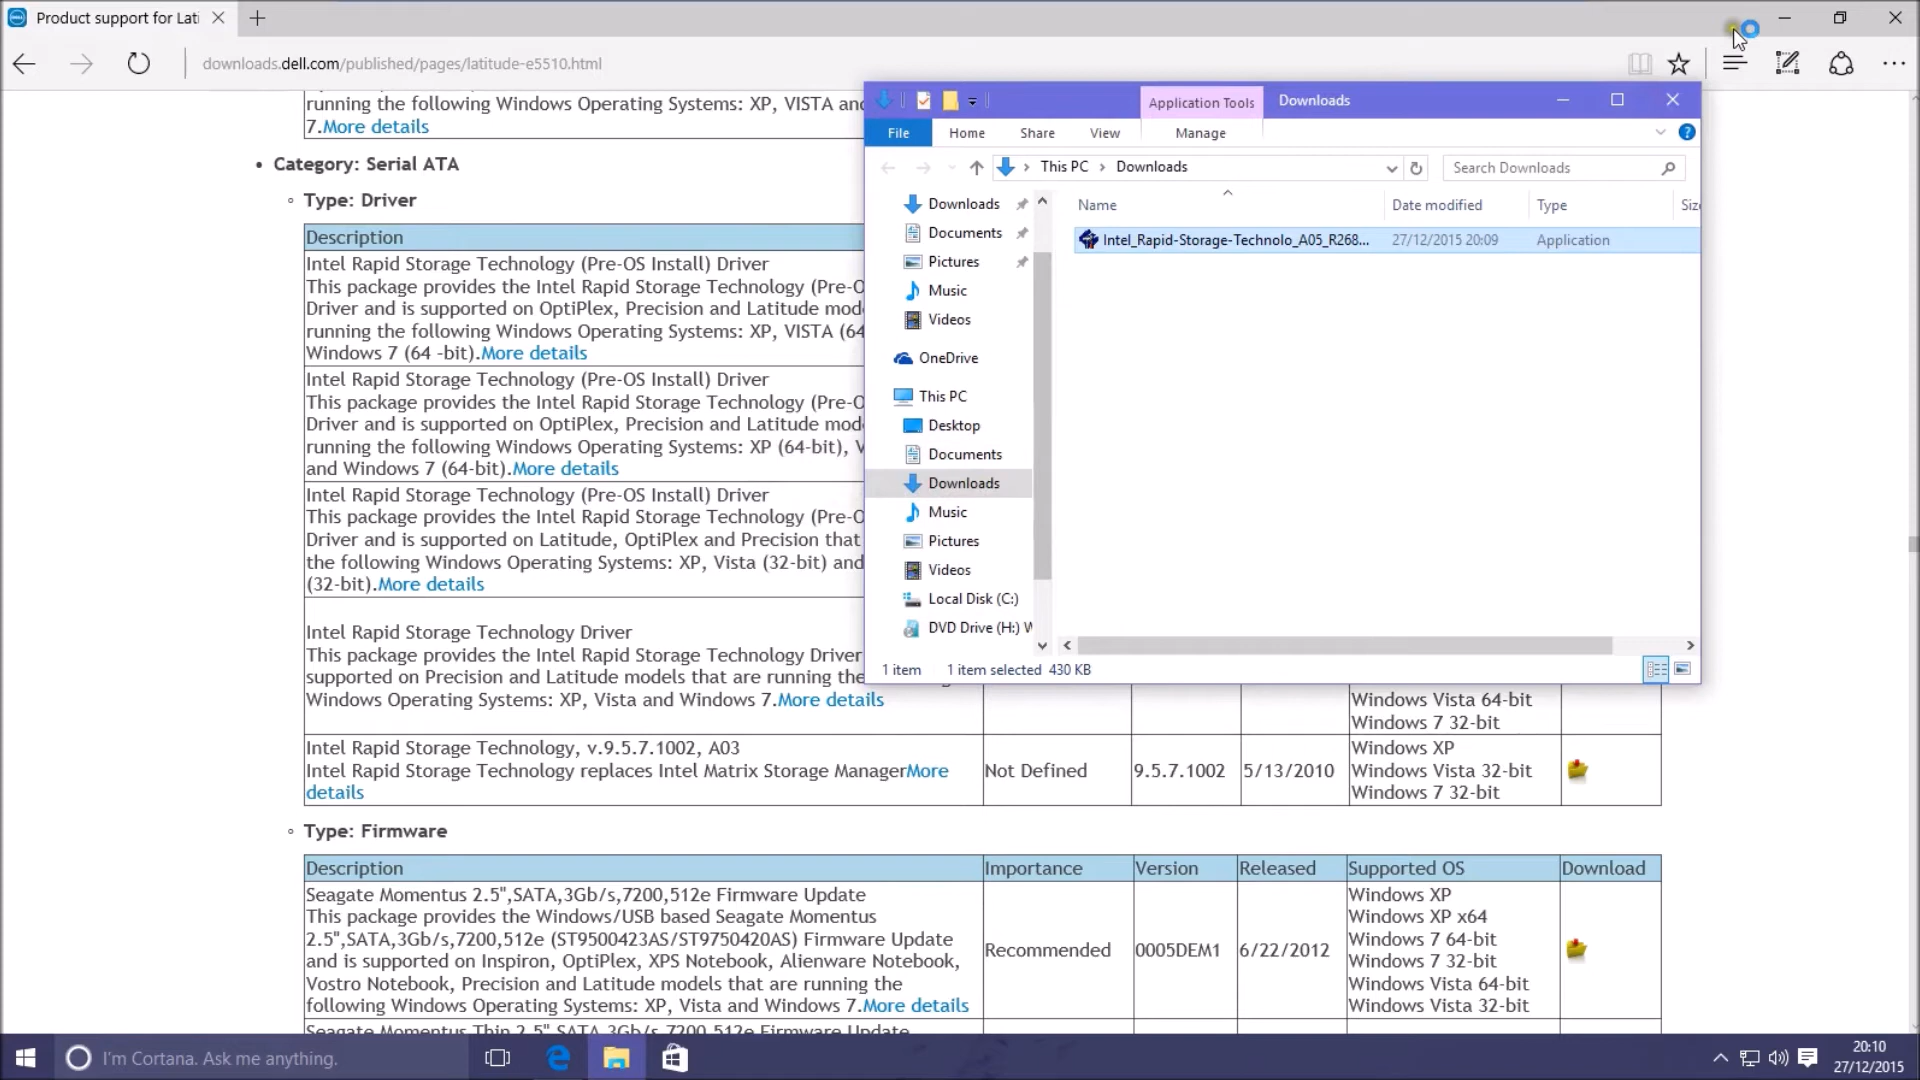 Product support for Lati
downloads.dell.com/published/pages/latitude-e5510.html
running the following Windows Operating Systems: XP, VISTA and
7.More details
• Category: Serial ATA
◦ Type: Driver
Description
Intel Rapid Storage Technology (Pre-OS Install) Driver
This package provides the Intel Rapid Storage Technology (Pre-O
Driver and is supported on OptiPlex, Precision and Latitude mod
running the following Windows Operating Systems: XP, VISTA (64
Windows 7 (64 -bit).More details
Intel Rapid Storage Technology (Pre-OS Install) Driver
This package provides the Intel Rapid Storage Technology (Pre-O
Driver and is supported on OptiPlex, Precision and Latitude mod
running the following Windows Operating Systems: XP (64-bit), V
and Windows 7 (64-bit).More details
Intel Rapid Storage Technology (Pre-OS Install) Driver
This package provides the Intel Rapid Storage Technology (Pre-O
Driver and is supported on Latitude, OptiPlex and Precision that
the following Windows Operating Systems: XP, Vista (32-bit) and
(32-bit).More details
Intel Rapid Storage Technology Driver
This package provides the Intel Rapid Storage Technology Driver
supported on Precision and Latitude models that are running the
Windows Operating Systems: XP, Vista and Windows 7.More details
Windows Vista 64-bit
Windows 7 32-bit
Intel Rapid Storage Technology, v.9.5.7.1002, A03
Intel Rapid Storage Technology replaces Intel Matrix Storage ManagerMore
details
Not Defined
9.5.7.1002
5/13/2010
Windows XP
Windows Vista 32-bit
Windows 7 32-bit
◦ Type: Firmware
Description Importance Version Released Supported OS Download
Seagate Momentus 2.5",SATA,3Gb/s,7200,512e Firmware Update
This package provides the Windows/USB based Seagate Momentus
2.5",SATA,3Gb/s,7200,512e (ST9500423AS/ST9750420AS) Firmware Update
and is supported on Inspiron, OptiPlex, XPS Notebook, Alienware Notebook,
Vostro Notebook, Precision and Latitude models that are running the
following Windows Operating Systems: XP, Vista and Windows 7.More details
Recommended
0005DEM1
6/22/2012
Windows XP
Windows XP x64
Windows 7 64-bit
Windows 7 32-bit
Windows Vista 64-bit
Windows Vista 32-bit
Seagate Momentus Thin 2.5",SATA,3Gb/s,7200,512e Firmware Update
Application Tools
Downloads
File Home Share View Manage
This PC > Downloads
Search Downloads
Name Date modified Type Siz
Intel_Rapid-Storage-Technolo_A05_R268... 27/12/2015 20:09 Application
Downloads
Documents
Pictures
Music
Videos
OneDrive
This PC
Desktop
Documents
Downloads
Music
Pictures
Videos
Local Disk (C:)
DVD Drive (H:) W
1 item 1 item selected 430 KB
I'm Cortana. Ask me anything.
20:10
27/12/2015